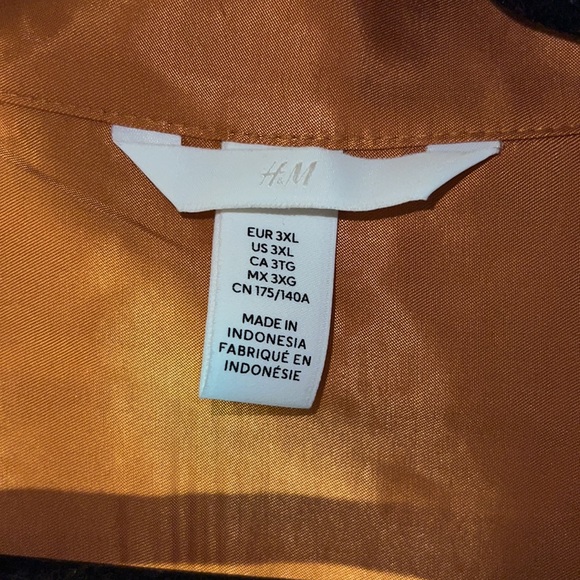 H&M
EUR 3XL
US 3XL
CA 3TG
MX 3XG
CN 175/140A
MADE IN
INDONESIA
FABRIQUÉ EN
INDONÉSIE